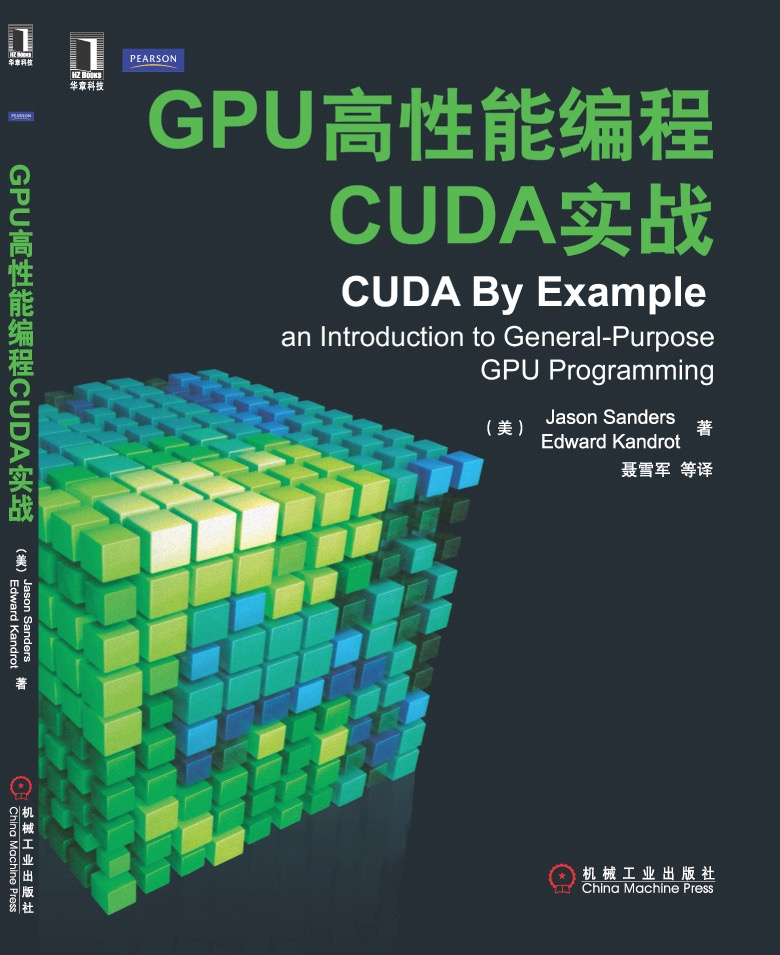 HZ Books
华章科技
PEARSON
GPU高性能编程CUDA实战
（美）
Jason Sanders
Edward Kandrot
著
机械工业出版社
China Machine Press
HZ Books
华章科技
PEARSON
GPU高性能编程
CUDA实战
CUDA By Example
an Introduction to General-Purpose
GPU Programming
（美） Jason Sanders 著
Edward Kandrot
聂雪军 等译
机械工业出版社
China Machine Press